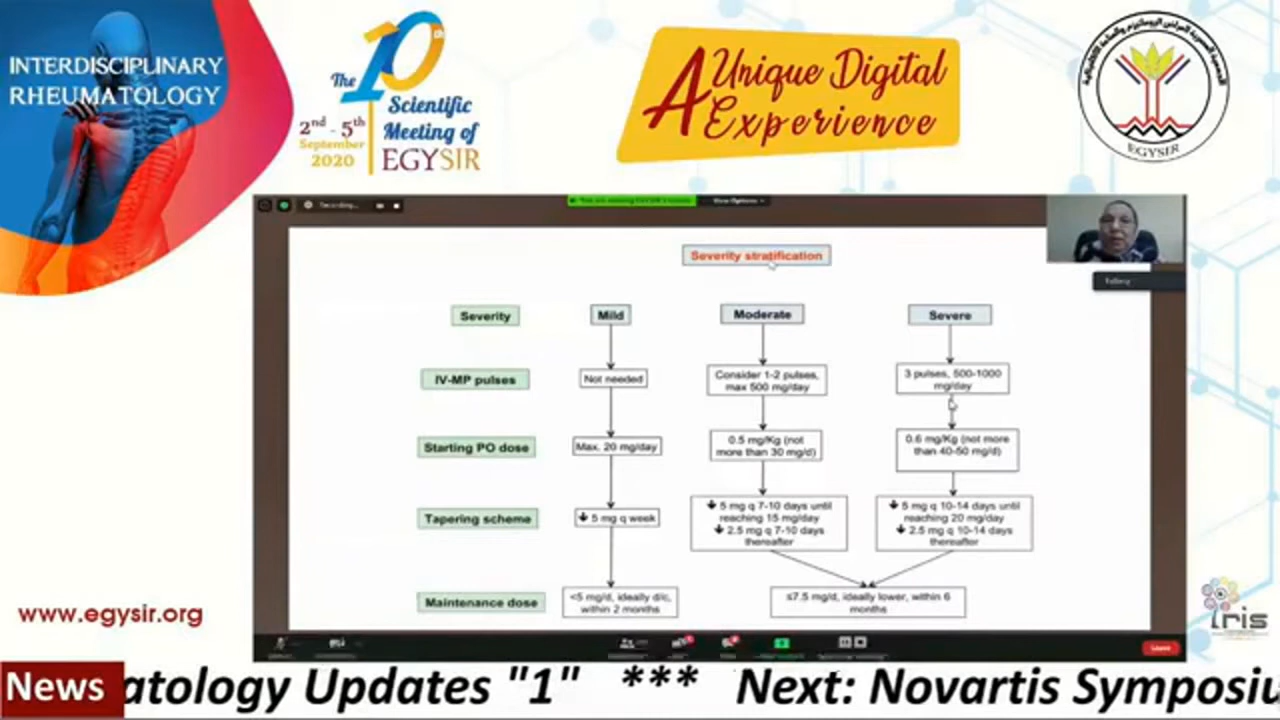 INTERDISCIPLINARY
RHEUMATOLOGY
The 10th
Scientific
Meeting of
EGYSIR
2nd - 5th
September
2020
A Unique Digital
Experience
EGYSIR
View Options
Severity stratification
Severity
Mild
Moderate
Severe
IV-MP pulses
Not needed
Consider 1-2 pulses,
max 500 mg/day
3 pulses, 500-1000
mg/day
Starting PO dose
Max. 20 mg/day
0.5 mg/Kg (not
more than 30 mg/d)
0.6 mg/Kg (not more
than 40-50 mg/d)
Tapering scheme
↓ 5 mg q week
↓ 5 mg q 7-10 days until
reaching 15 mg/day
↓ 2.5 mg q 7-10 days
thereafter
↓ 5 mg q 10-14 days until
reaching 20 mg/day
↓ 2.5 mg q 10-14 days
thereafter
Maintenance dose
<5 mg/d, ideally d/c,
within 2 months
≤7.5 mg/d, ideally lower, within 6
months
Leave
www.egysir.org
iris
News
atology Updates "1" *** Next: Novartis Symposiu